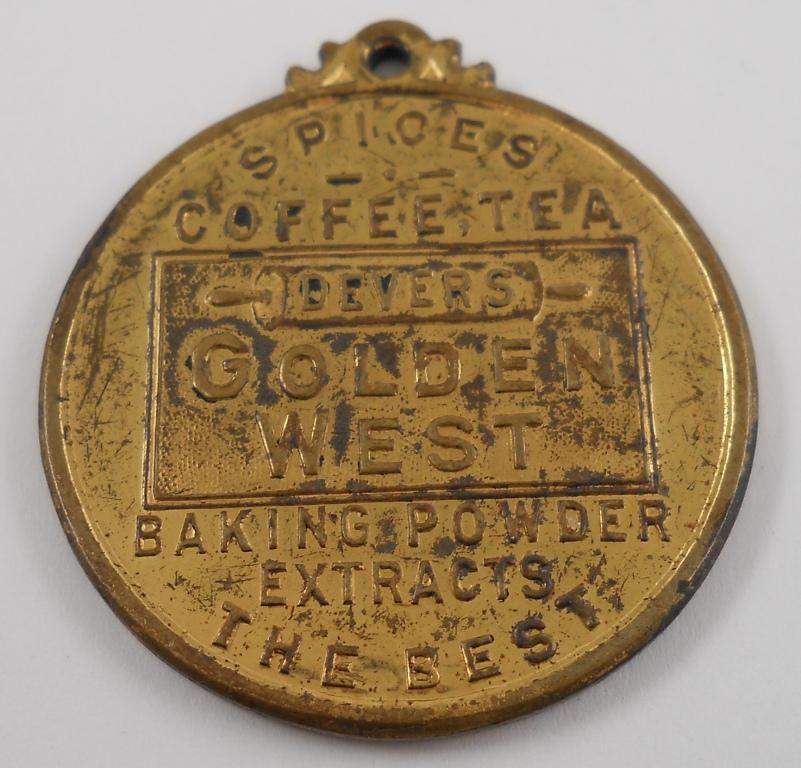 SPICES
COFFEE, TEA
DEVERS
GOLDEN
WEST
BAKING POWDER
EXTRACTS
THE BEST